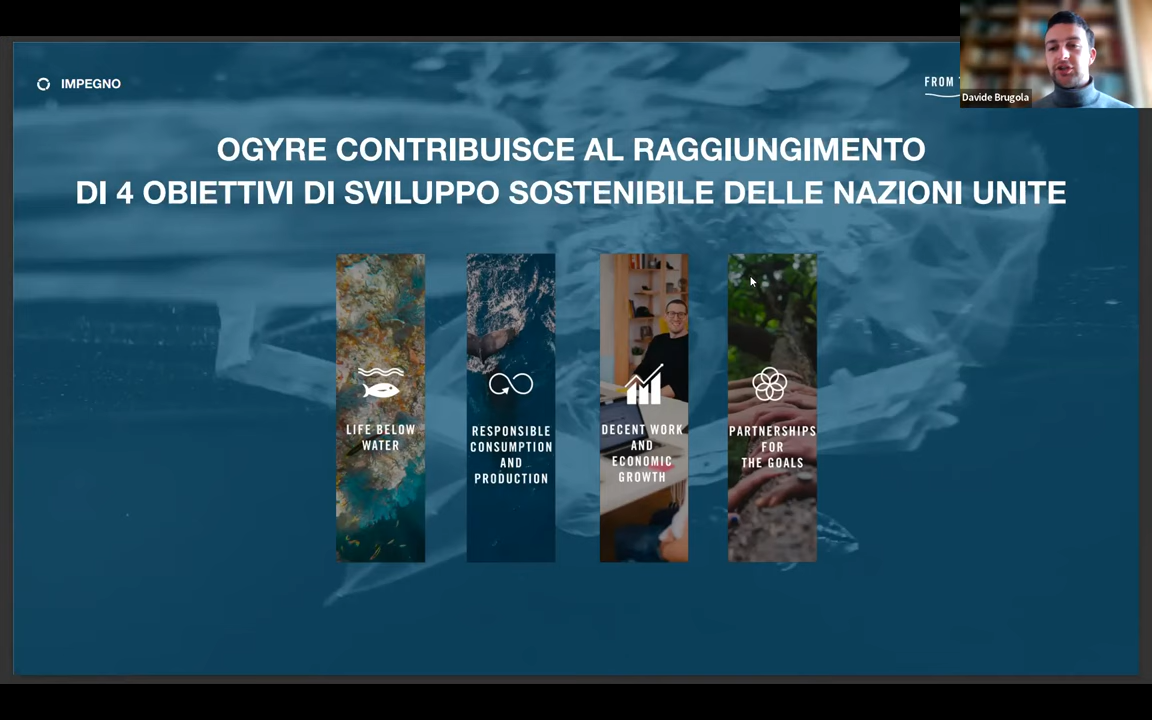 IMPEGNO
FROM
Davide Brugola
OGYRE CONTRIBUISCE AL RAGGIUNGIMENTO
DI 4 OBIETTIVI DI SVILUPPO SOSTENIBILE DELLE NAZIONI UNITE
LIFE BELOW
WATER
RESPONSIBLE
CONSUMPTION
AND
PRODUCTION
DECENT WORK
AND
ECONOMIC
GROWTH
PARTNERSHIPS
FOR
THE GOALS